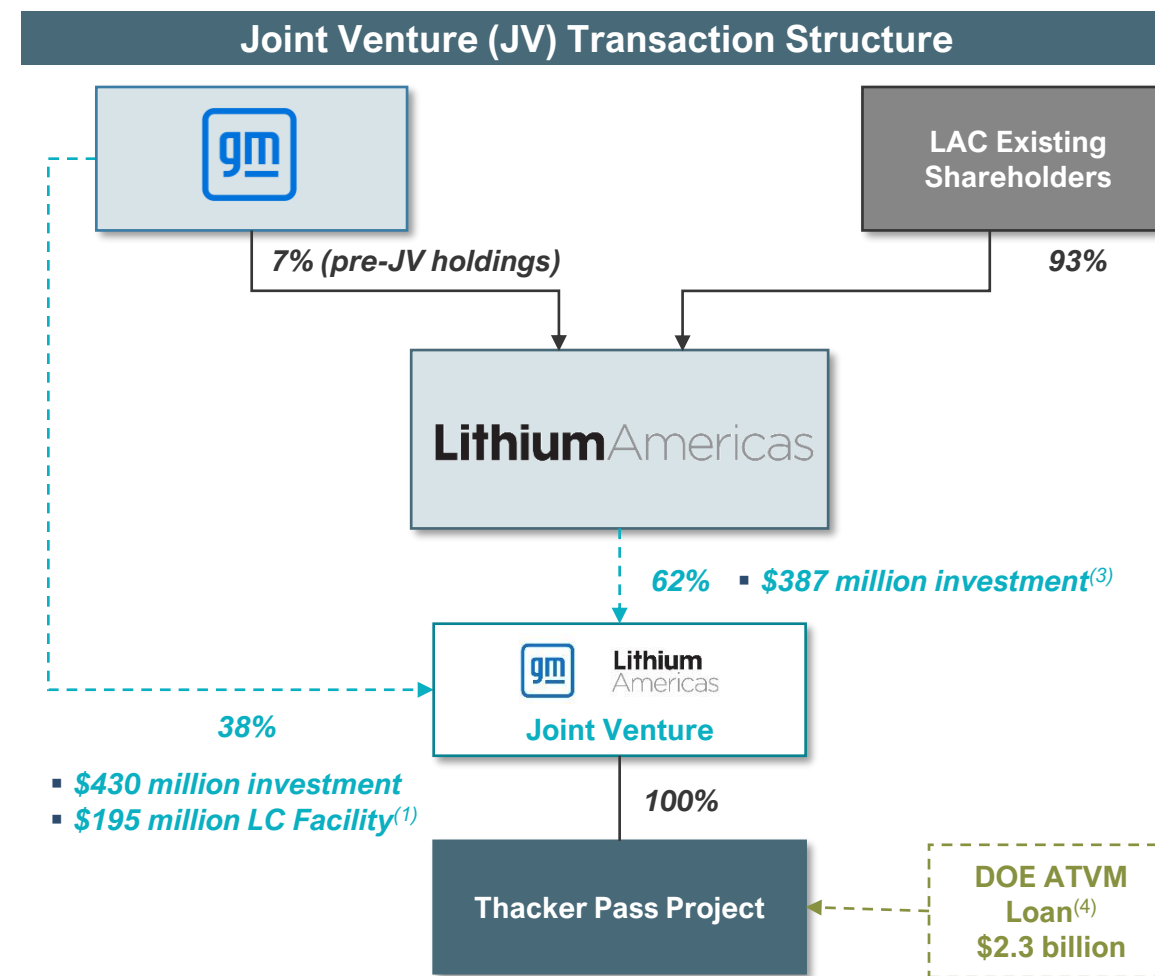 Joint Venture (JV) Transaction Structure
gm
LAC Existing
Shareholders
7% (pre-JV holdings)
93%
LithiumAmericas
62%
▪ $387 million investment(3)
gm
Lithium
Americas
Joint Venture
38%
▪ $430 million investment
▪ $195 million LC Facility(1)
100%
Thacker Pass Project
DOE ATVM
Loan(4)
$2.3 billion